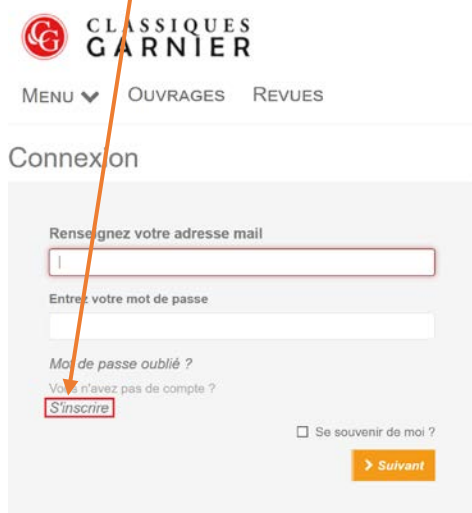 CG CLASSIQUES
GARNIER
MENU OUVRAGES REVUES
Connexion
Renseignez votre adresse mail
Entrez votre mot de passe
Mot de passe oublié ?
Vous n'avez pas de compte ?
S'inscrire
Se souvenir de moi ?
Suivant